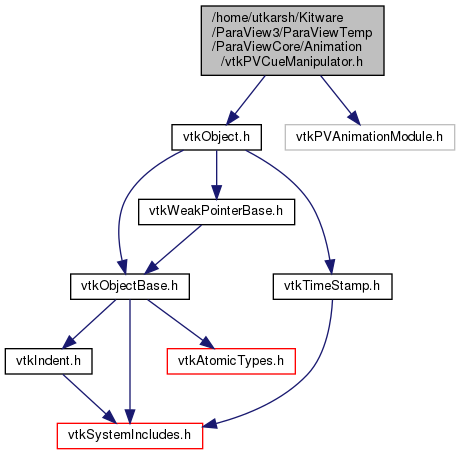 /home/utkarsh/Kitware
/ParaView3/ParaViewTemp
/ParaViewCore/Animation
/vtkPVCueManipulator.h
vtkObject.h
vtkPVAnimationModule.h
vtkWeakPointerBase.h
vtkObjectBase.h
vtkTimeStamp.h
vtkIndent.h
vtkAtomicTypes.h
vtkSystemIncludes.h